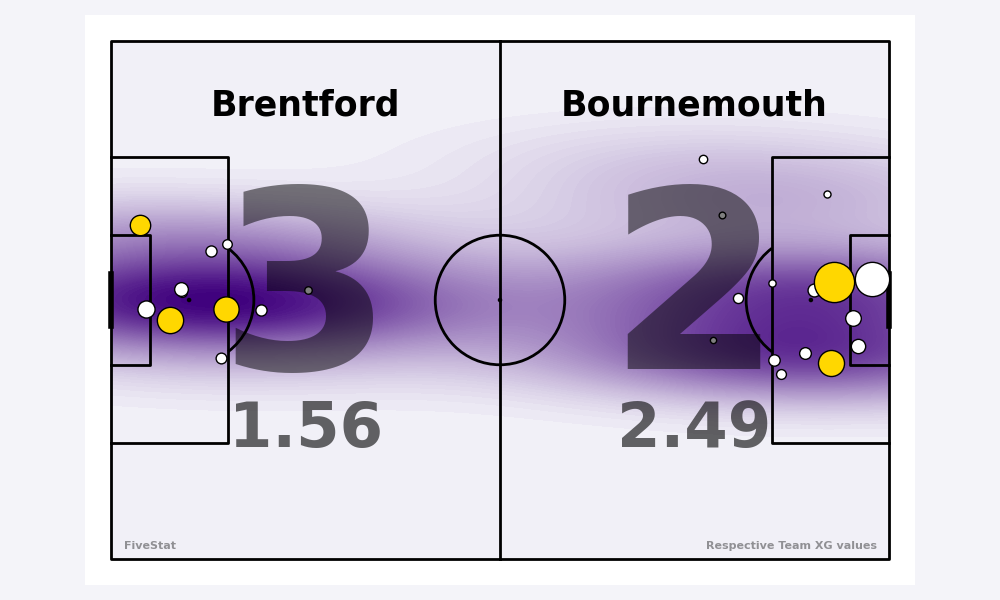 Brentford
Bournemouth
3
2
1.56
2.49
FiveStat
Respective Team XG values